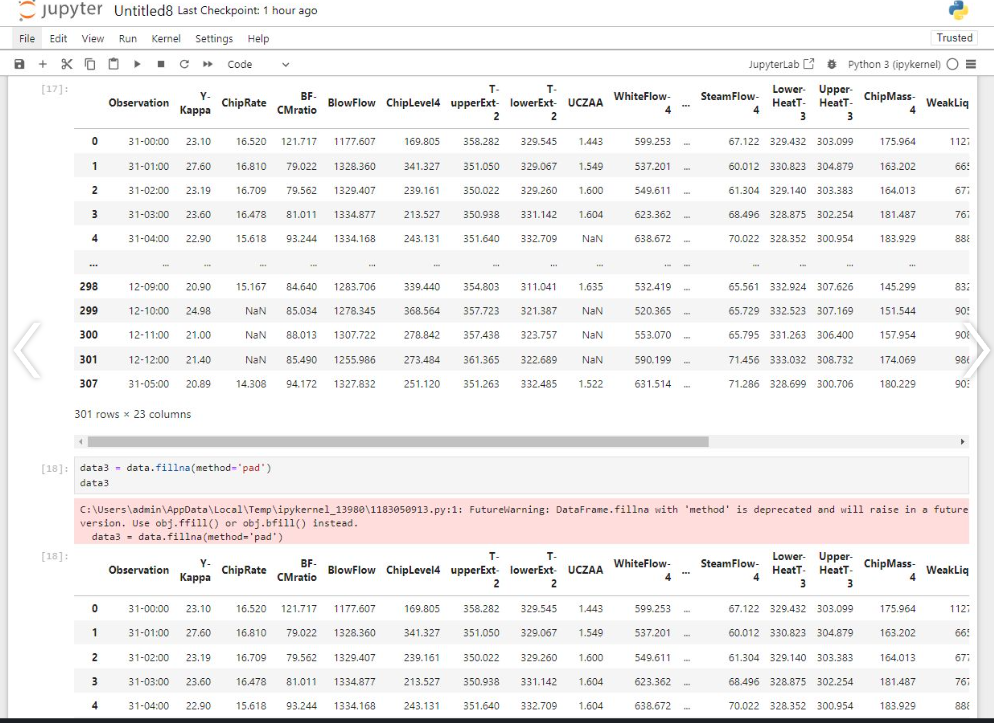 jupyter Untitled8 Last Checkpoint: 1 hour ago
File Edit View Run Kernel Settings Help Trusted
Code JupyterLab Python 3 (ipykernel)
[17]:
Observation Y-Kappa ChipRate BF-CMratio BlowFlow ChipLevel4 T-upperExt-2 T-lowerExt-2 UCZAA WhiteFlow-4 ... SteamFlow-4 Lower-HeatT-3 Upper-HeatT-3 ChipMass-4 WeakLiq
0 31-00:00 23.10 16.520 121.717 1177.607 169.805 358.282 329.545 1.443 599.253 ... 67.122 329.432 303.099 175.964 1127
1 31-01:00 27.60 16.810 79.022 1328.360 341.327 351.050 329.067 1.549 537.201 ... 60.012 330.823 304.879 163.202 665
2 31-02:00 23.19 16.709 79.562 1329.407 239.161 350.022 329.260 1.600 549.611 ... 61.304 329.140 303.383 164.013 677
3 31-03:00 23.60 16.478 81.011 1334.877 213.527 350.938 331.142 1.604 623.362 ... 68.496 328.875 302.254 181.487 767
4 31-04:00 22.90 15.618 93.244 1334.168 243.131 351.640 332.709 NaN 638.672 ... 70.022 328.352 300.954 183.929 888
... ... ... ... ... ... ... ... ... ... ... ... ... ... ... ...
298 12-09:00 20.90 15.167 84.640 1283.706 339.440 354.803 311.041 1.635 532.419 ... 65.561 332.924 307.626 145.299 832
299 12-10:00 24.98 NaN 85.034 1278.345 368.564 357.723 321.387 NaN 520.365 ... 65.729 332.523 307.169 151.544 905
300 12-11:00 21.00 NaN 88.013 1307.722 278.842 357.438 323.757 NaN 553.070 ... 65.795 331.263 306.400 157.954 908
301 12-12:00 21.40 NaN 85.490 1255.986 273.484 361.365 322.689 NaN 590.199 ... 71.456 333.032 308.732 174.069 986
307 31-05:00 20.89 14.308 94.172 1327.832 251.120 351.263 332.485 1.522 631.514 ... 71.286 328.699 300.706 180.229 903
301 rows × 23 columns
[18]: data3 = data.fillna(method='pad')
data3
C:\Users\admin\AppData\Local\Temp\ipykernel_13980\1183050913.py:1: FutureWarning: DataFrame.fillna with 'method' is deprecated and will raise in a future
version. Use obj.ffill() or obj.bfill() instead.
data3 = data.fillna(method='pad')
[18]:
Observation Y-Kappa ChipRate BF-CMratio BlowFlow ChipLevel4 T-upperExt-2 T-lowerExt-2 UCZAA WhiteFlow-4 ... SteamFlow-4 Lower-HeatT-3 Upper-HeatT-3 ChipMass-4 WeakLiq
0 31-00:00 23.10 16.520 121.717 1177.607 169.805 358.282 329.545 1.443 599.253 ... 67.122 329.432 303.099 175.964 1127
1 31-01:00 27.60 16.810 79.022 1328.360 341.327 351.050 329.067 1.549 537.201 ... 60.012 330.823 304.879 163.202 665
2 31-02:00 23.19 16.709 79.562 1329.407 239.161 350.022 329.260 1.600 549.611 ... 61.304 329.140 303.383 164.013 677
3 31-03:00 23.60 16.478 81.011 1334.877 213.527 350.938 331.142 1.604 623.362 ... 68.496 328.875 302.254 181.487 767
4 31-04:00 22.90 15.618 93.244 1334.168 243.131 351.640 332.709 1.604 638.672 ... 70.022 328.352 300.954 183.929 888